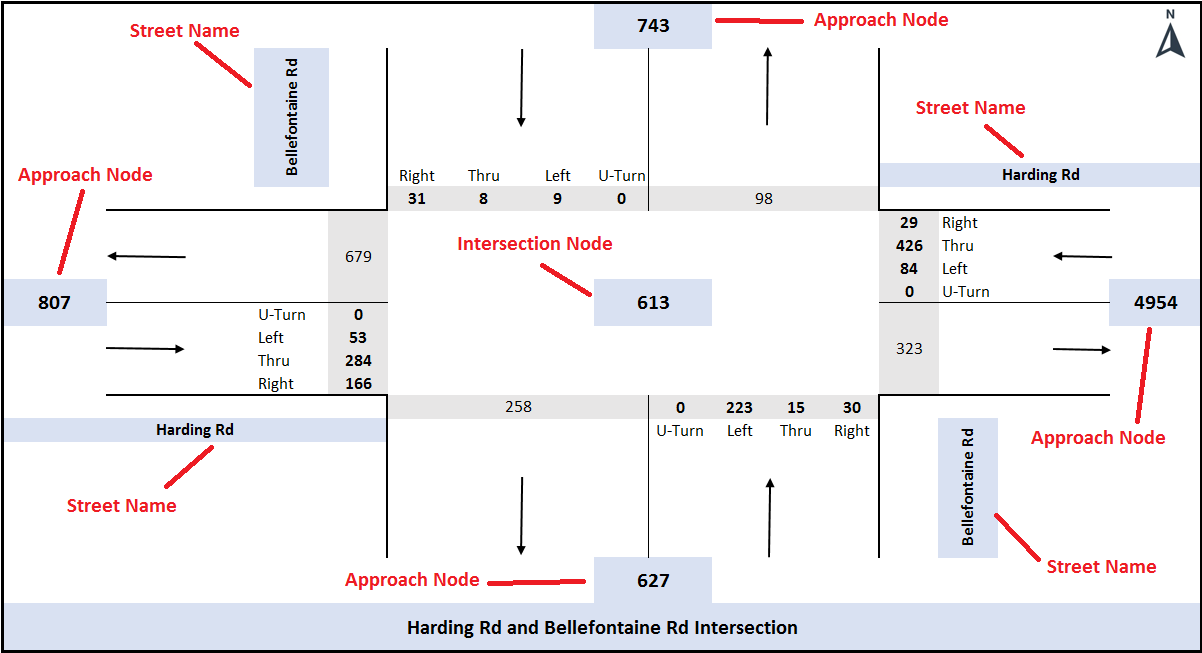 743
Approach Node
N
Street Name
Bellefontaine Rd
Street Name
Harding Rd
Approach Node
Right Thru Left U-Turn
31 8 9 0 98
29 Right
426 Thru
84 Left
0 U-Turn
Intersection Node
679
807
613
4954
U-Turn 0
Left 53
Thru 284
Right 166
323
258
0 223 15 30
U-Turn Left Thru Right
Harding Rd
Approach Node
Bellefontaine Rd
Street Name
Street Name
Approach Node
627
Harding Rd and Bellefontaine Rd Intersection